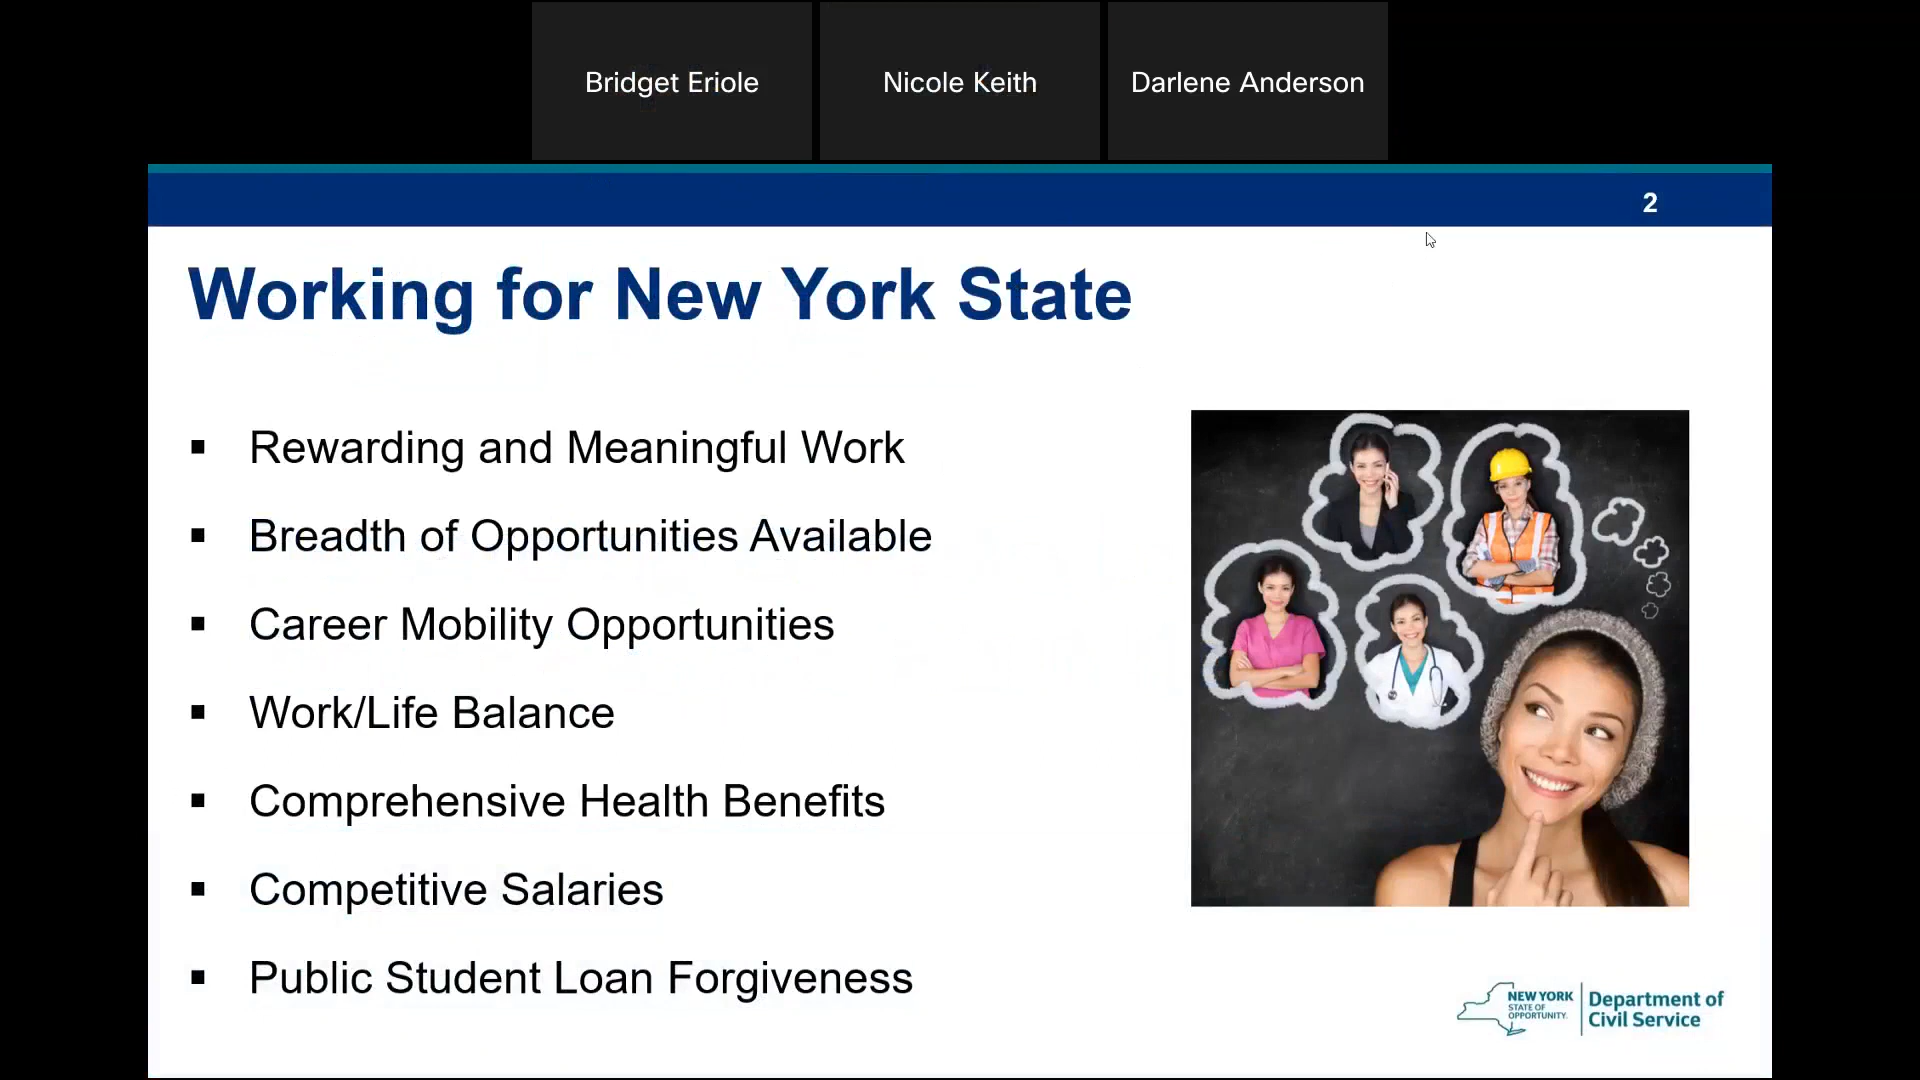 Bridget Eriole
Nicole Keith
Darlene Anderson
2
Working for New York State
▪ Rewarding and Meaningful Work
▪ Breadth of Opportunities Available
▪ Career Mobility Opportunities
▪ Work/Life Balance
▪ Comprehensive Health Benefits
▪ Competitive Salaries
▪ Public Student Loan Forgiveness
NEW YORK
STATE OF
OPPORTUNITY.
Department of
Civil Service